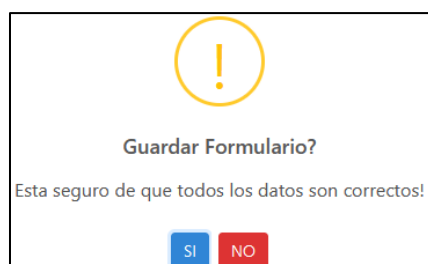 Guardar Formulario?
Esta seguro de que todos los datos son correctos!
SI NO